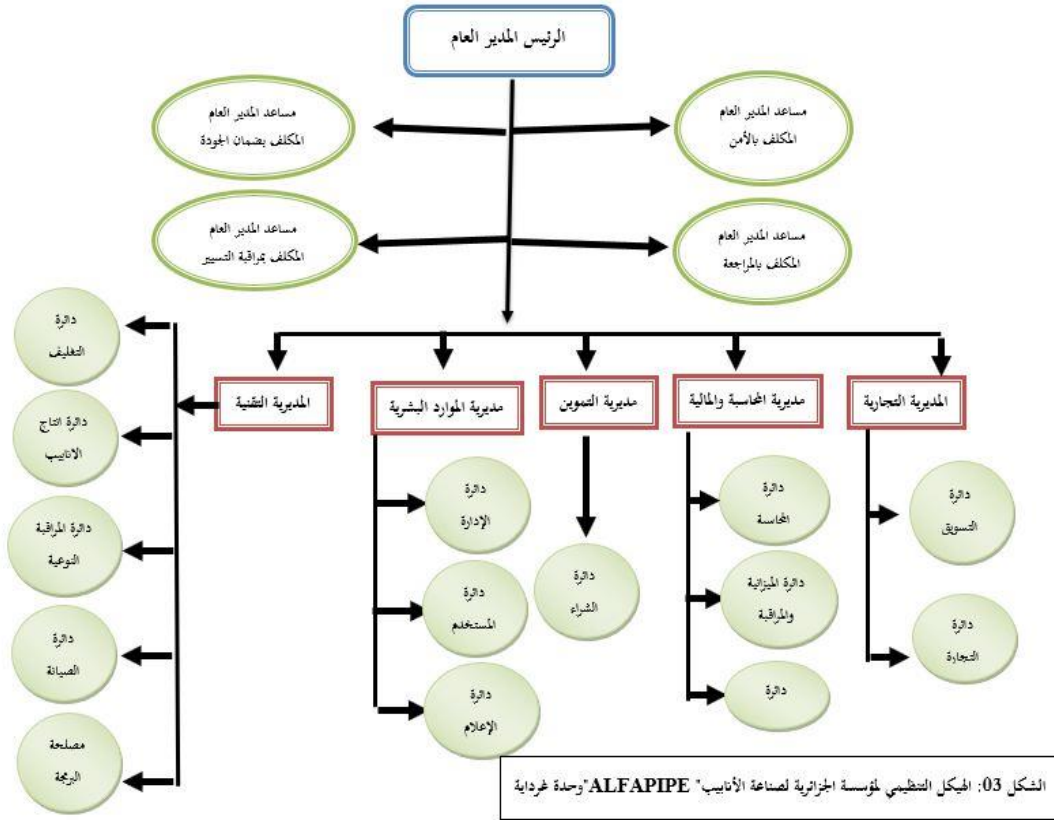 الرئيس المدير العام
مساعد المدير العام
المكلف بالأمن
مساعد المدير العام
المكلف بضمان الجودة
مساعد المدير العام
المكلف بالمراجعة
مساعد المدير العام
المكلف بمراقبة التسيير
المديرية التجارية
مديرية المحاسبة والمالية
مديرية التموين
مديرية الموارد البشرية
المديرية التقنية
دائرة
التسويق
دائرة
التجارة
دائرة
المحاسبة
دائرة الميزانية
والمراقبة
دائرة
دائرة
الشراء
دائرة
الإدارة
دائرة
المستخدم
دائرة
الإعلام
دائرة
التغليف
دائرة انتاج
الانابيب
دائرة المراقبة
النوعية
دائرة
الصيانة
مصلحة
البرمجة
الشكل 03: الهيكل التنظيمي لمؤسسة الجزائرية لصناعة الأنابيب" ALFAPIPE"وحدة غرداية